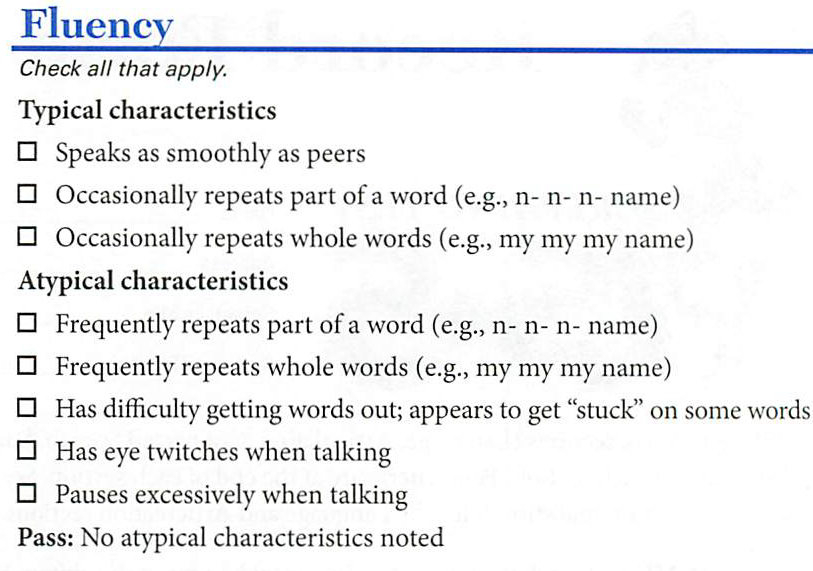 Fluency
Check all that apply.
Typical characteristics
☐ Speaks as smoothly as peers
☐ Occasionally repeats part of a word (e.g., n- n- n- name)
☐ Occasionally repeats whole words (e.g., my my my name)
Atypical characteristics
☐ Frequently repeats part of a word (e.g., n- n- n- name)
☐ Frequently repeats whole words (e.g., my my my name)
☐ Has difficulty getting words out; appears to get “stuck” on some words
☐ Has eye twitches when talking
☐ Pauses excessively when talking
Pass: No atypical characteristics noted